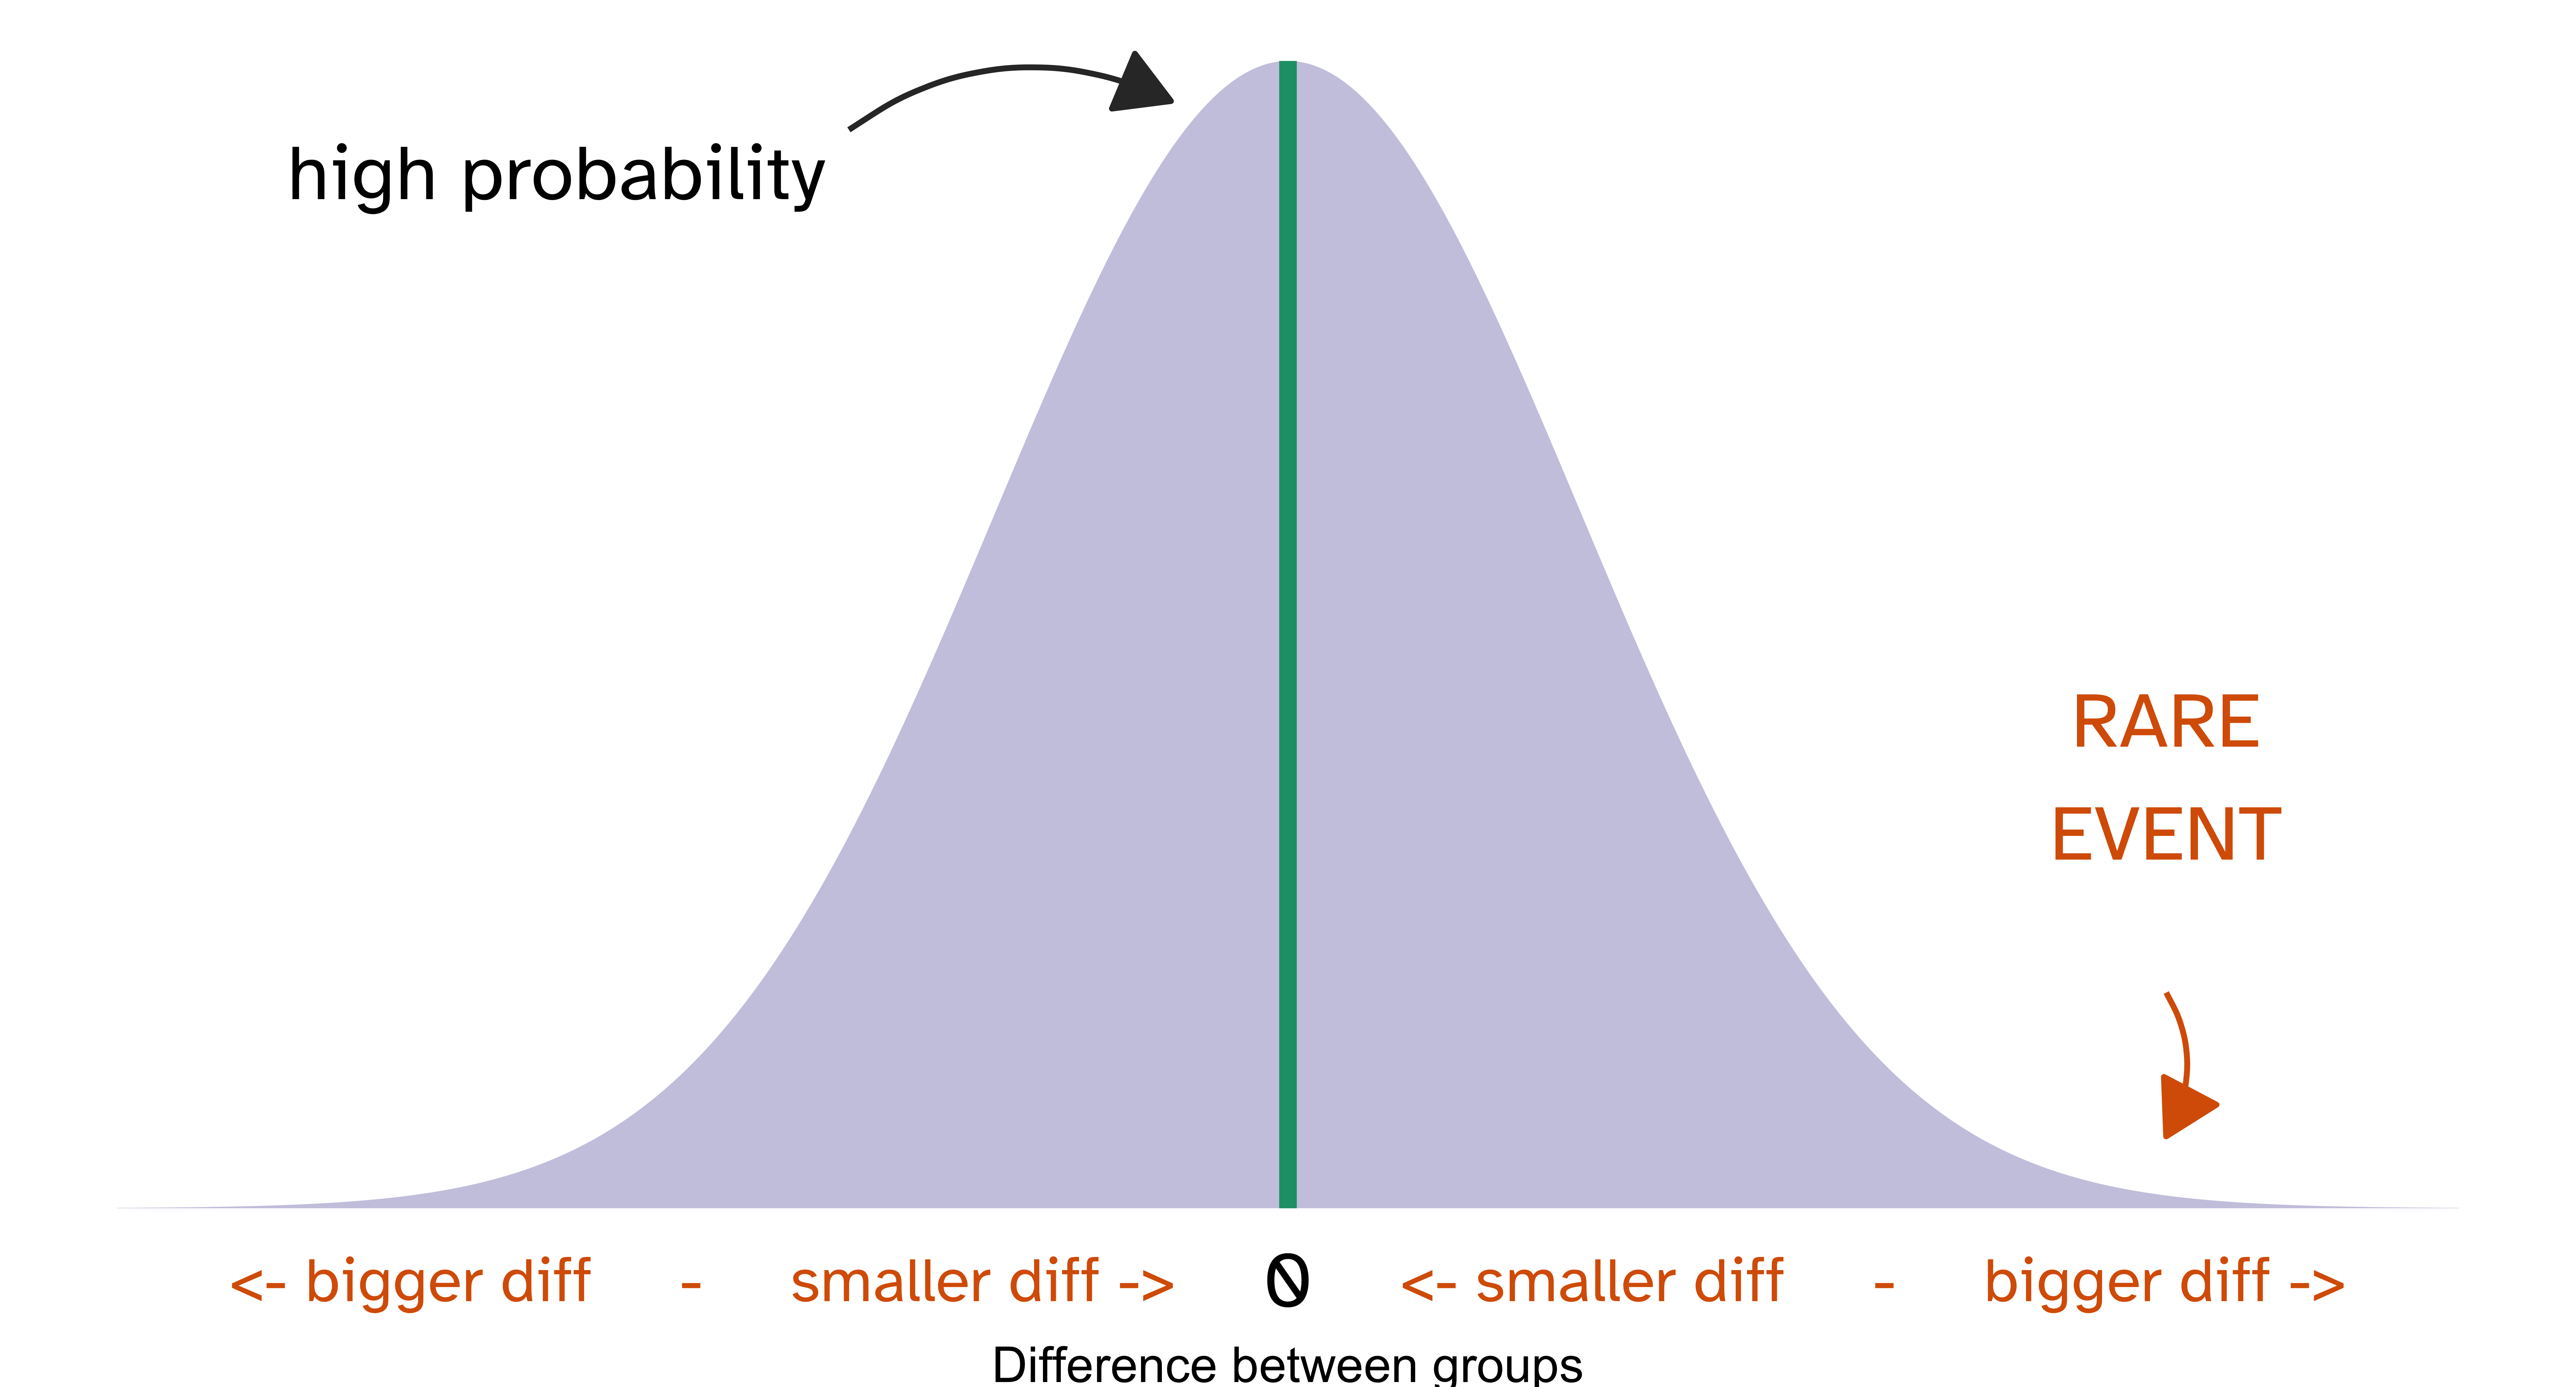 high probability
RARE
EVENT
<- bigger diff - smaller diff -> 0 <- smaller diff - bigger diff ->
Difference between groups